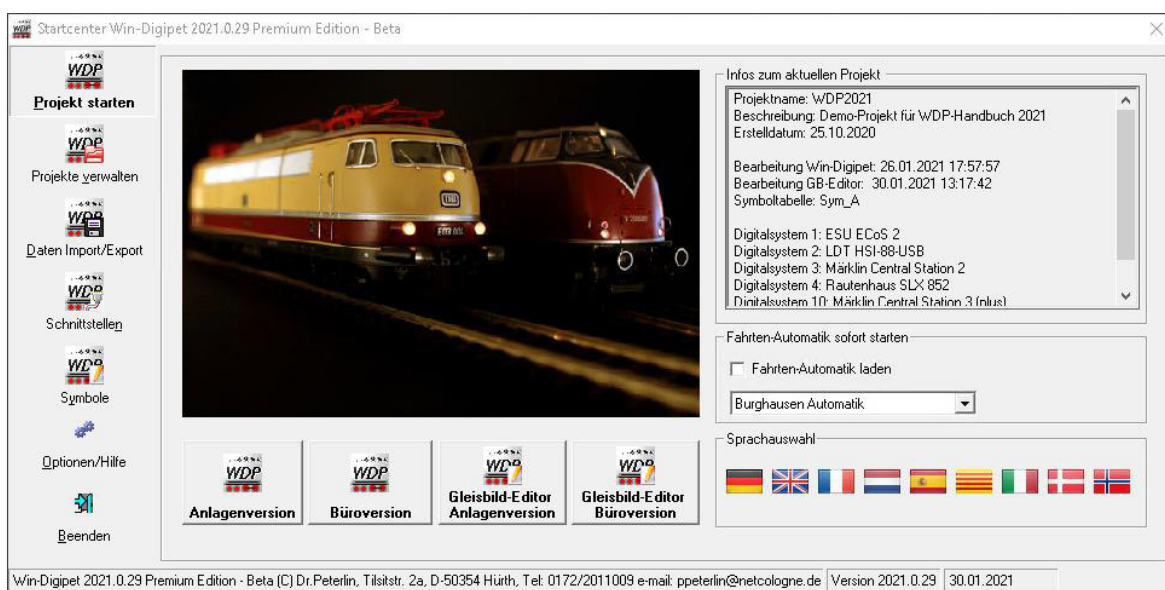 Startcenter Win-Digipet 2021.0.29 Premium Edition - Beta
WDP
Projekt starten
WDP
Projekte verwalten
WDP
Daten Import/Export
WDP
Schnittstellen
WDP
Symbole
Optionen/Hilfe
Beenden
E03 001
WDP
Anlagenversion
WDP
Büroversion
WDP
Gleisbild-Editor
Anlagenversion
WDP
Gleisbild-Editor
Büroversion
Infos zum aktuellen Projekt
Projektname: WDP2021
Beschreibung: Demo-Projekt für WDP-Handbuch 2021
Erstelldatum: 25.10.2020
Bearbeitung Win-Digipet: 26.01.2021 17:57:57
Bearbeitung GB-Editor: 30.01.2021 13:17:42
Symboltabelle: Sym_A
Digitalsystem 1: ESU ECoS 2
Digitalsystem 2: LDT HSI-88-USB
Digitalsystem 3: Märklin Central Station 2
Digitalsystem 4: Rautenhaus SLX 852
Digitalsystem 10: Märklin Central Station 3 (plus)
Fahrten-Automatik sofort starten
Fahrten-Automatik laden
Burghausen Automatik
Sprachauswahl
Win-Digipet 2021.0.29 Premium Edition - Beta (C) Dr.Peterlin, Tilsitstr. 2a, D-50354 Hürth, Tel: 0172/2011009 e-mail: ppeterlin@netcologne.de
Version 2021.0.29
30.01.2021